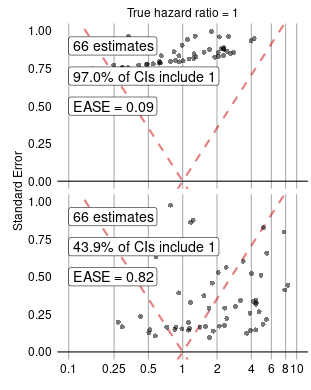 True hazard ratio = 1
Standard Error
1.00
0.75
0.50
0.25
0.00
66 estimates
97.0% of CIs include 1
EASE = 0.09
1.00
0.75
0.50
0.25
0.00
66 estimates
43.9% of CIs include 1
EASE = 0.82
0.1 0.25 0.5 1 2 4 6 8 10